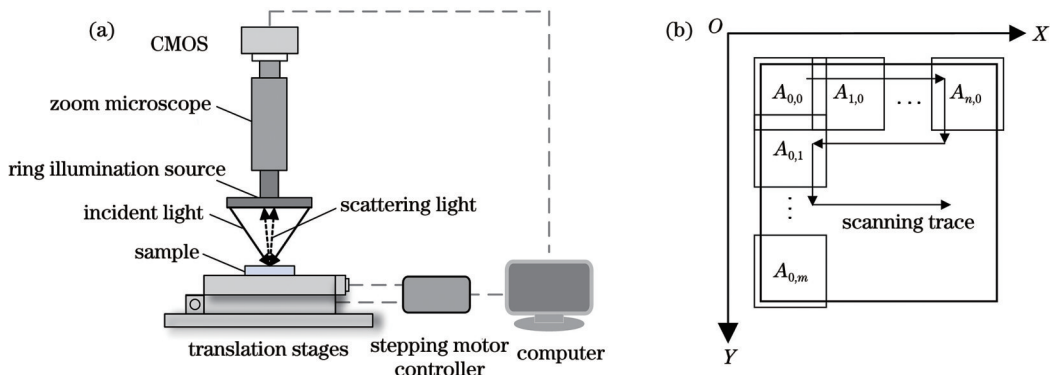 (a)
CMOS
zoom microscope
ring illumination source
incident light
scattering light
sample
translation stages
stepping motor
controller
computer
(b)
O
X
A0,0
A1,0
...
An,0
A0,1
⋮
scanning trace
A0,m
Y